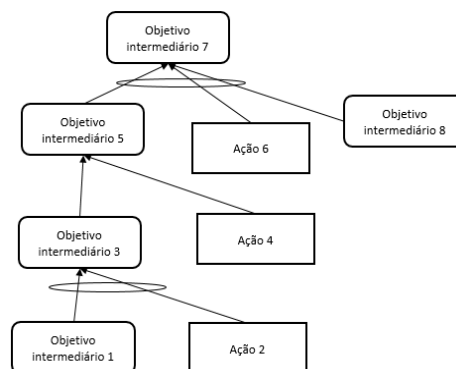 Objetivo
intermediário 7
Objetivo
intermediário 5
Ação 6
Objetivo
intermediário 8
Objetivo
intermediário 3
Ação 4
Objetivo
intermediário 1
Ação 2